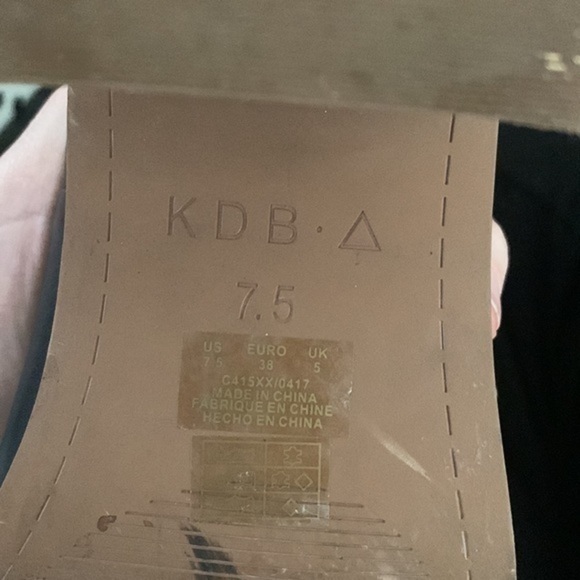 KDB·△
7.5
US EURO UK
7.5 38 5
C415XX/0417
MADE IN CHINA
FABRIQUE EN CHINE
HECHO EN CHINA